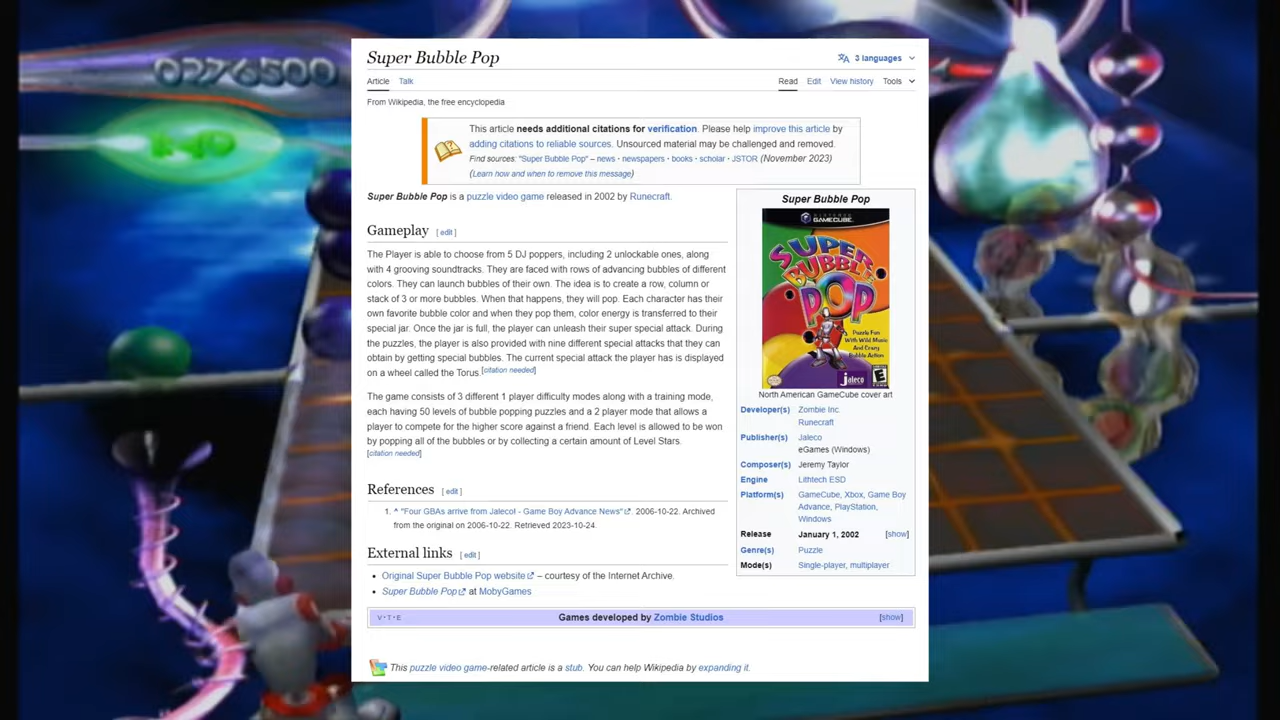 OPX6500
Super Bubble Pop
3 languages
Article Talk
Read Edit View history Tools
From Wikipedia, the free encyclopedia
This article needs additional citations for verification. Please help improve this article by
adding citations to reliable sources. Unsourced material may be challenged and removed.
Find sources: "Super Bubble Pop" – news · newspapers · books · scholar · JSTOR (November 2023)
(Learn how and when to remove this message)
Super Bubble Pop is a puzzle video game released in 2002 by Runecraft.
Gameplay [ edit ]
The Player is able to choose from 5 DJ poppers, including 2 unlockable ones, along
with 4 grooving soundtracks. They are faced with rows of advancing bubbles of different
colors. They can launch bubbles of their own. The idea is to create a row, column or
stack of 3 or more bubbles. When that happens, they will pop. Each character has their
own favorite bubble color and when they pop them, color energy is transferred to their
special jar. Once the jar is full, the player can unleash their super special attack. During
the puzzles, the player is also provided with nine different special attacks that they can
obtain by getting special bubbles. The current special attack the player has is displayed
on a wheel called the Torus.[citation needed]
The game consists of 3 different 1 player difficulty modes along with a training mode,
each having 50 levels of bubble popping puzzles and a 2 player mode that allows a
player to compete for the higher score against a friend. Each level is allowed to be won
by popping all of the bubbles or by collecting a certain amount of Level Stars.
[citation needed]
References [ edit ]
1. ^ "Four GBAs arrive from Jaleco! - Game Boy Advance News". 2006-10-22. Archived
from the original on 2006-10-22. Retrieved 2023-10-24.
External links [ edit ]
• Original Super Bubble Pop website – courtesy of the Internet Archive.
• Super Bubble Pop at MobyGames
Super Bubble Pop
NINTENDO
GAMECUBE.
SUPER
BUBBLE
POP
Puzzle Fun
With Wild Music
And Crazy
Bubble Action
jaleco
E
North American GameCube cover art
Developer(s) Zombie Inc.
Runecraft
Publisher(s) Jaleco
eGames (Windows)
Composer(s) Jeremy Taylor
Engine Lithtech ESD
Platform(s) GameCube, Xbox, Game Boy
Advance, PlayStation,
Windows
Release January 1, 2002 [show]
Genre(s) Puzzle
Mode(s) Single-player, multiplayer
V·T·E Games developed by Zombie Studios [show]
This puzzle video game-related article is a stub. You can help Wikipedia by expanding it.